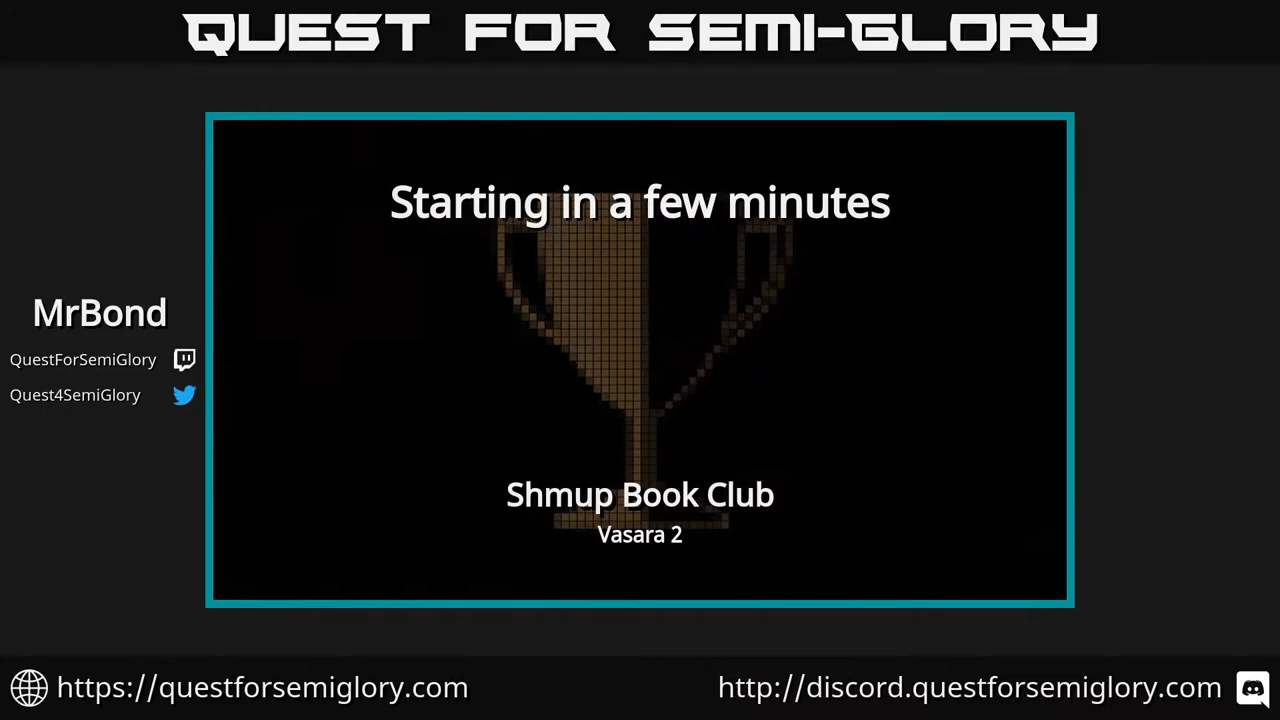 QUEST FOR SEMI-GLORY
Starting in a few minutes
MrBond
QuestForSemiGlory
Quest4SemiGlory
Shmup Book Club
Vasara 2
https://questforsemiglory.com
http://discord.questforsemiglory.com